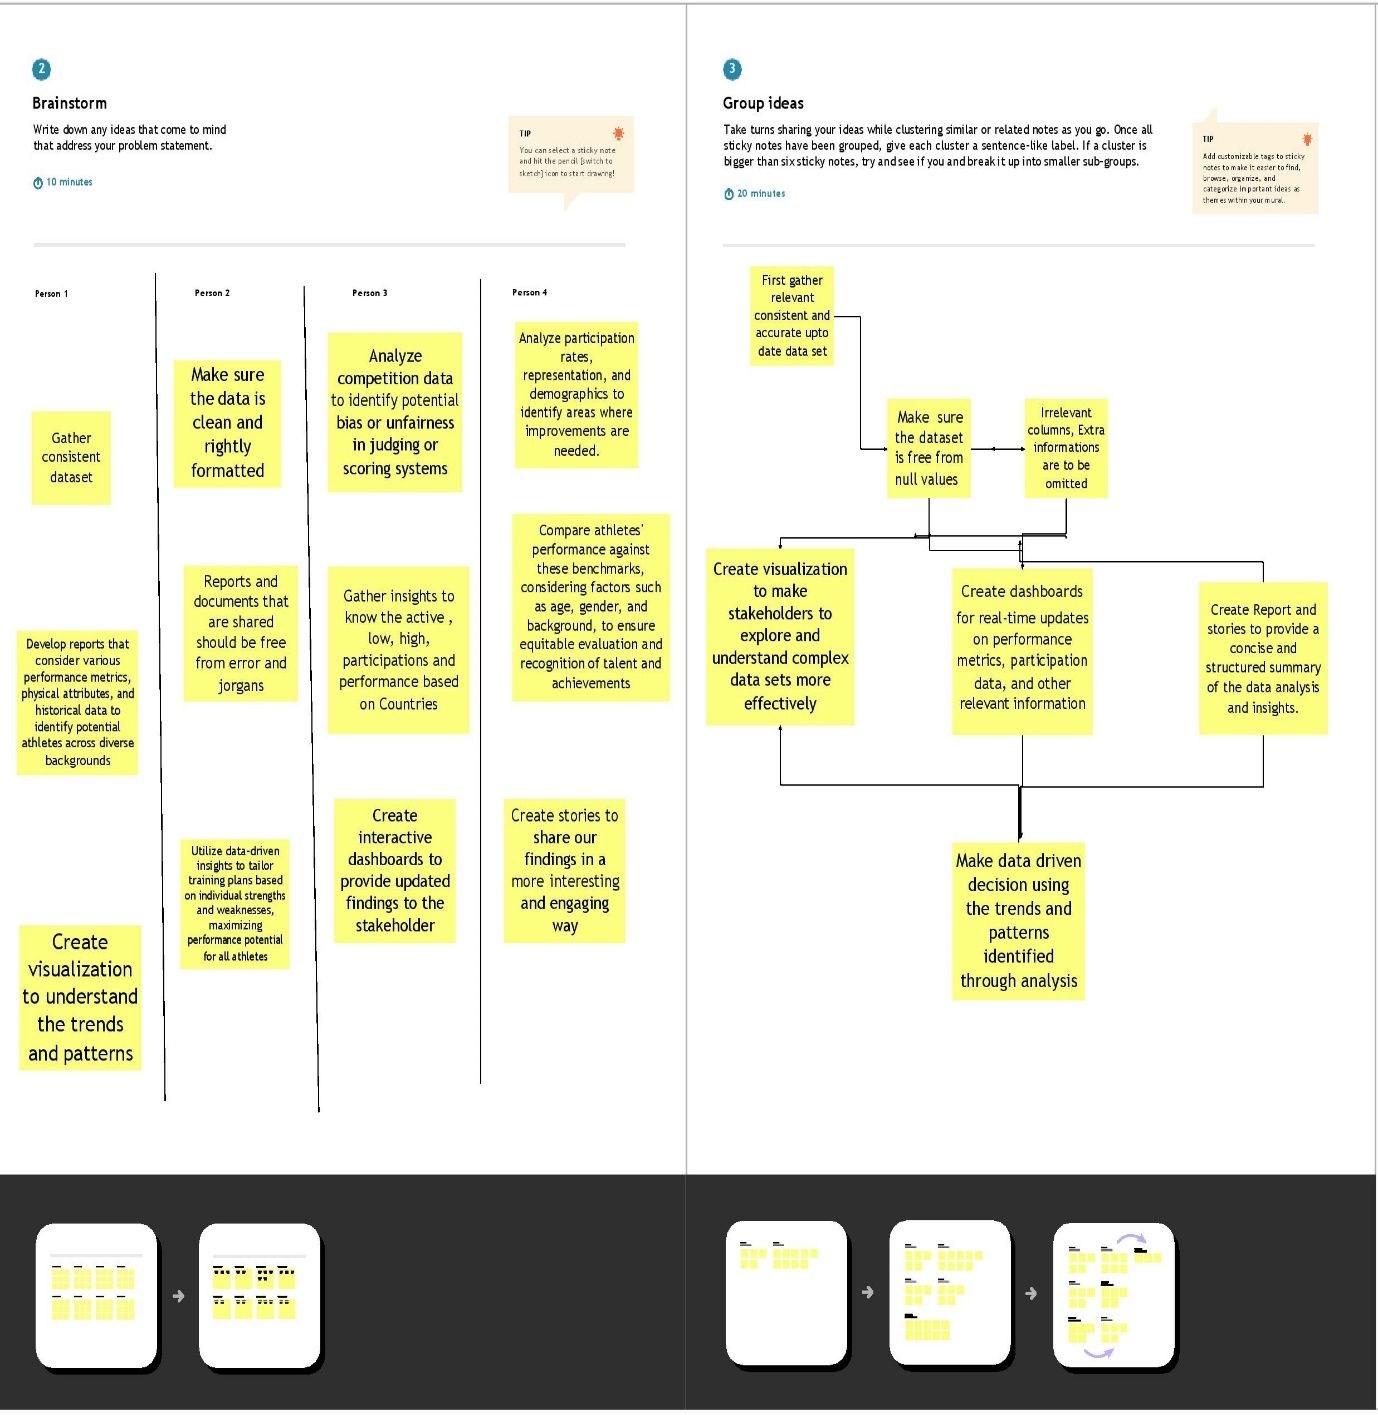 2
Brainstorm
Write down any ideas that come to mind
that address your problem statement.
10 minutes
TIP
You can select a sticky note
and hit the pencil [switch to
sketch] icon to start drawing!
Person 1
Gather
consistent
dataset
Develop reports that
consider various
performance metrics,
physical attributes, and
historical data to
identify potential
athletes across diverse
backgrounds
Create
visualization
to understand
the trends
and patterns
Person 2
Make sure
the data is
clean and
rightly
formatted
Reports and
documents that
are shared
should be free
from error and
jorgans
Utilize data-driven
insights to tailor
training plans based
on individual strengths
and weaknesses,
maximizing
performance potential
for all athletes
Person 3
Analyze
competition data
to identify potential
bias or unfairness
in judging or
scoring systems
Gather insights to
know the active ,
low, high,
participations and
performance based
on Countries
Create
interactive
dashboards to
provide updated
findings to the
stakeholder
Person 4
Analyze participation
rates,
representation, and
demographics to
identify areas where
improvements are
needed.
Compare athletes'
performance against
these benchmarks,
considering factors such
as age, gender, and
background, to ensure
equitable evaluation and
recognition of talent and
achievements
Create stories to
share our
findings in a
more interesting
and engaging
way
3
Group ideas
Take turns sharing your ideas while clustering similar or related notes as you go. Once all
sticky notes have been grouped, give each cluster a sentence-like label. If a cluster is
bigger than six sticky notes, try and see if you and break it up into smaller sub-groups.
20 minutes
TIP
Add customizable tags to sticky
notes to make it easier to find,
browse, organize, and
categorize important ideas as
themes within your mural.
First gather
relevant
consistent and
accurate upto
date data set
Make sure
the dataset
is free from
null values
Irrelevant
columns, Extra
informations
are to be
omitted
Create visualization
to make
stakeholders to
explore and
understand complex
data sets more
effectively
Create dashboards
for real-time updates
on performance
metrics, participation
data, and other
relevant information
Create Report and
stories to provide a
concise and
structured summary
of the data analysis
and insights.
Make data driven
decision using
the trends and
patterns
identified
through analysis